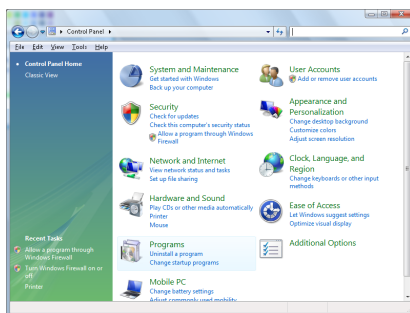 Control Panel
File Edit View Tools Help
Control Panel Home
Classic View
System and Maintenance
Get started with Windows
Back up your computer
Security
Check for updates
Check this computer's security status
Allow a program through Windows
Firewall
Network and Internet
View network status and tasks
Set up file sharing
Hardware and Sound
Play CDs or other media automatically
Printer
Mouse
Programs
Uninstall a program
Change startup programs
Mobile PC
Change battery settings
Adjust commonly used mobility
User Accounts
Add or remove user accounts
Appearance and
Personalization
Change desktop background
Customize colors
Adjust screen resolution
Clock, Language, and
Region
Change keyboards or other input
methods
Ease of Access
Let Windows suggest settings
Optimize visual display
Additional Options
Recent Tasks
Allow a program through
Windows Firewall
Turn Windows Firewall on or
off
Printer